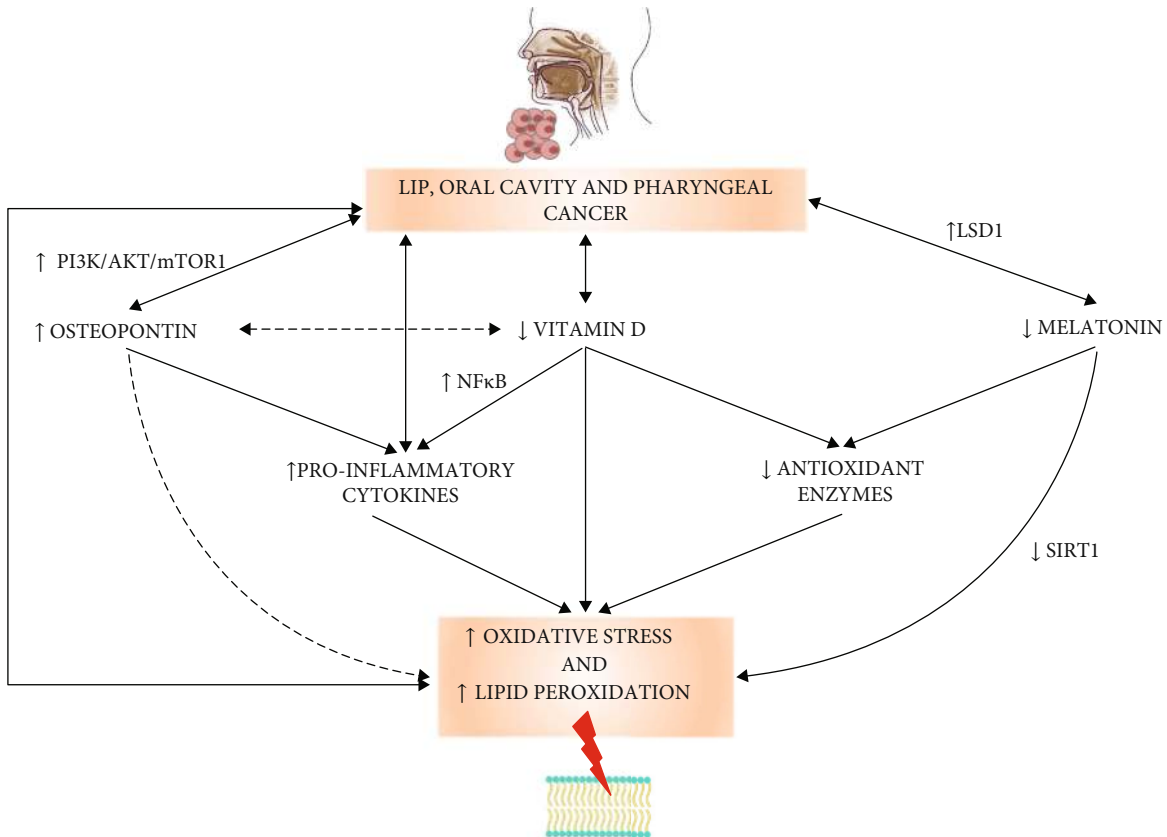 LIP, ORAL CAVITY AND PHARYNGEAL
CANCER
↑LSD1
↑ PI3K/AKT/mTOR1
↑ OSTEOPONTIN
↓ VITAMIN D
↓ MELATONIN
↑ NFκB
↑PRO-INFLAMMATORY
CYTOKINES
↓ ANTIOXIDANT
ENZYMES
↓ SIRT1
↑ OXIDATIVE STRESS
AND
↑ LIPID PEROXIDATION